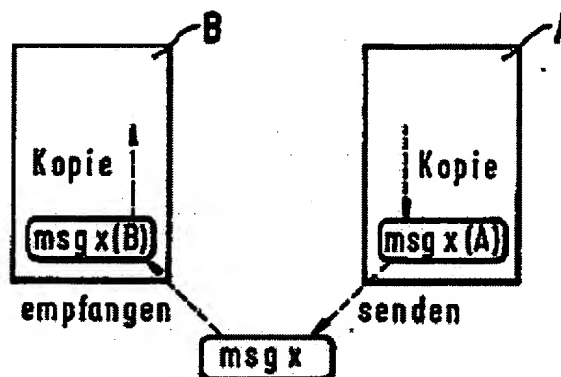 B
A
Kopie
Kopie
msg x(B)
msg x (A)
empfangen
senden
msg x